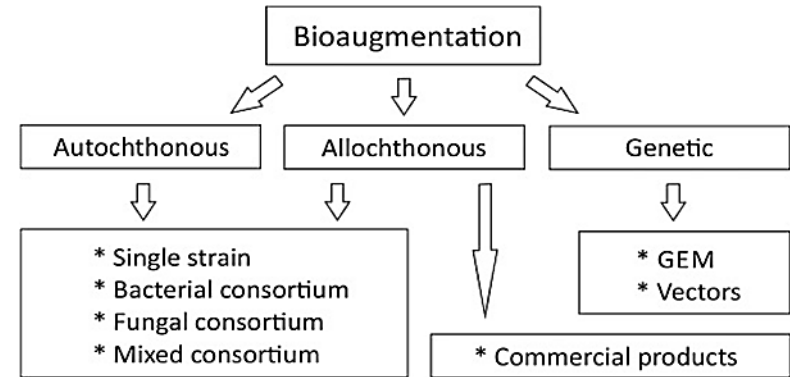 Bioaugmentation
Autochthonous
Allochthonous
Genetic
* Single strain
* Bacterial consortium
* Fungal consortium
* Mixed consortium
* GEM
* Vectors
* Commercial products